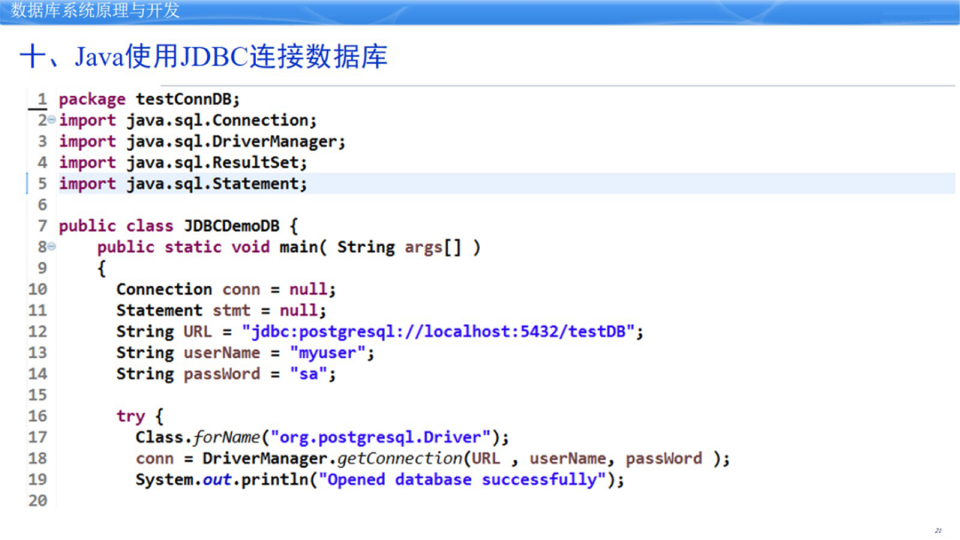 数据库系统原理与开发
十、Java使用JDBC连接数据库
1 package testConnDB;
2 import java.sql.Connection;
3 import java.sql.DriverManager;
4 import java.sql.ResultSet;
5 import java.sql.Statement;
6
7 public class JDBCDemoDB {
8     public static void main( String args[] )
9     {
10       Connection conn = null;
11       Statement stmt = null;
12       String URL = "jdbc:postgresql://localhost:5432/testDB";
13       String userName = "myuser";
14       String passWord = "sa";
15
16       try {
17         Class.forName("org.postgresql.Driver");
18         conn = DriverManager.getConnection(URL , userName, passWord );
19         System.out.println("Opened database successfully");
20
21